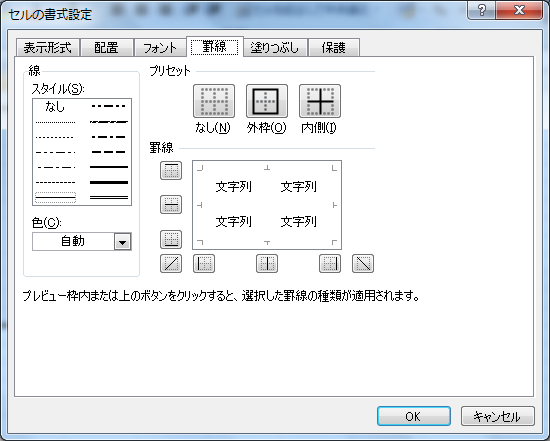 セルの書式設定
表示形式 配置 フォント 罫線 塗りつぶし 保護
線
スタイル(S):
なし
色(C):
自動
プリセット
なし(N) 外枠(O) 内側(I)
罫線
文字列 文字列
文字列 文字列
プレビュー枠内または上のボタンをクリックすると、選択した罫線の種類が適用されます。
OK キャンセル